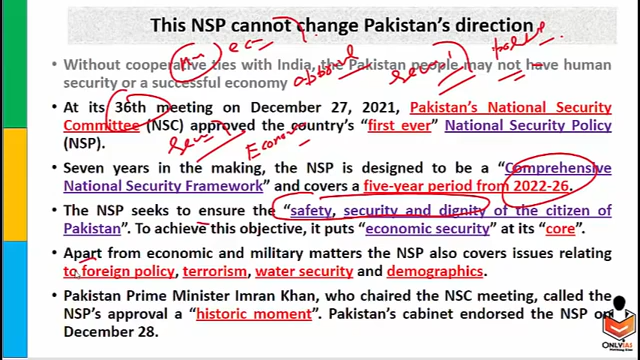 This NSP cannot change Pakistan's direction
Without cooperative ties with India, the Pakistan people may not have human
security or a successful economy
At its 36th meeting on December 27, 2021, Pakistan's National Security
Committee (NSC) approved the country's "first ever" National Security Policy
(NSP).
Seven years in the making, the NSP is designed to be a "Comprehensive
National Security Framework" and covers a five-year period from 2022-26.
The NSP seeks to ensure the "safety, security and dignity of the citizen of
Pakistan". To achieve this objective, it puts "economic security" at its "core".
Apart from economic and military matters the NSP also covers issues relating
to foreign policy, terrorism, water security and demographics.
Pakistan Prime Minister Imran Khan, who chaired the NSC meeting, called the
NSP's approval a "historic moment". Pakistan's cabinet endorsed the NSP on
December 28.
ONLYIAS